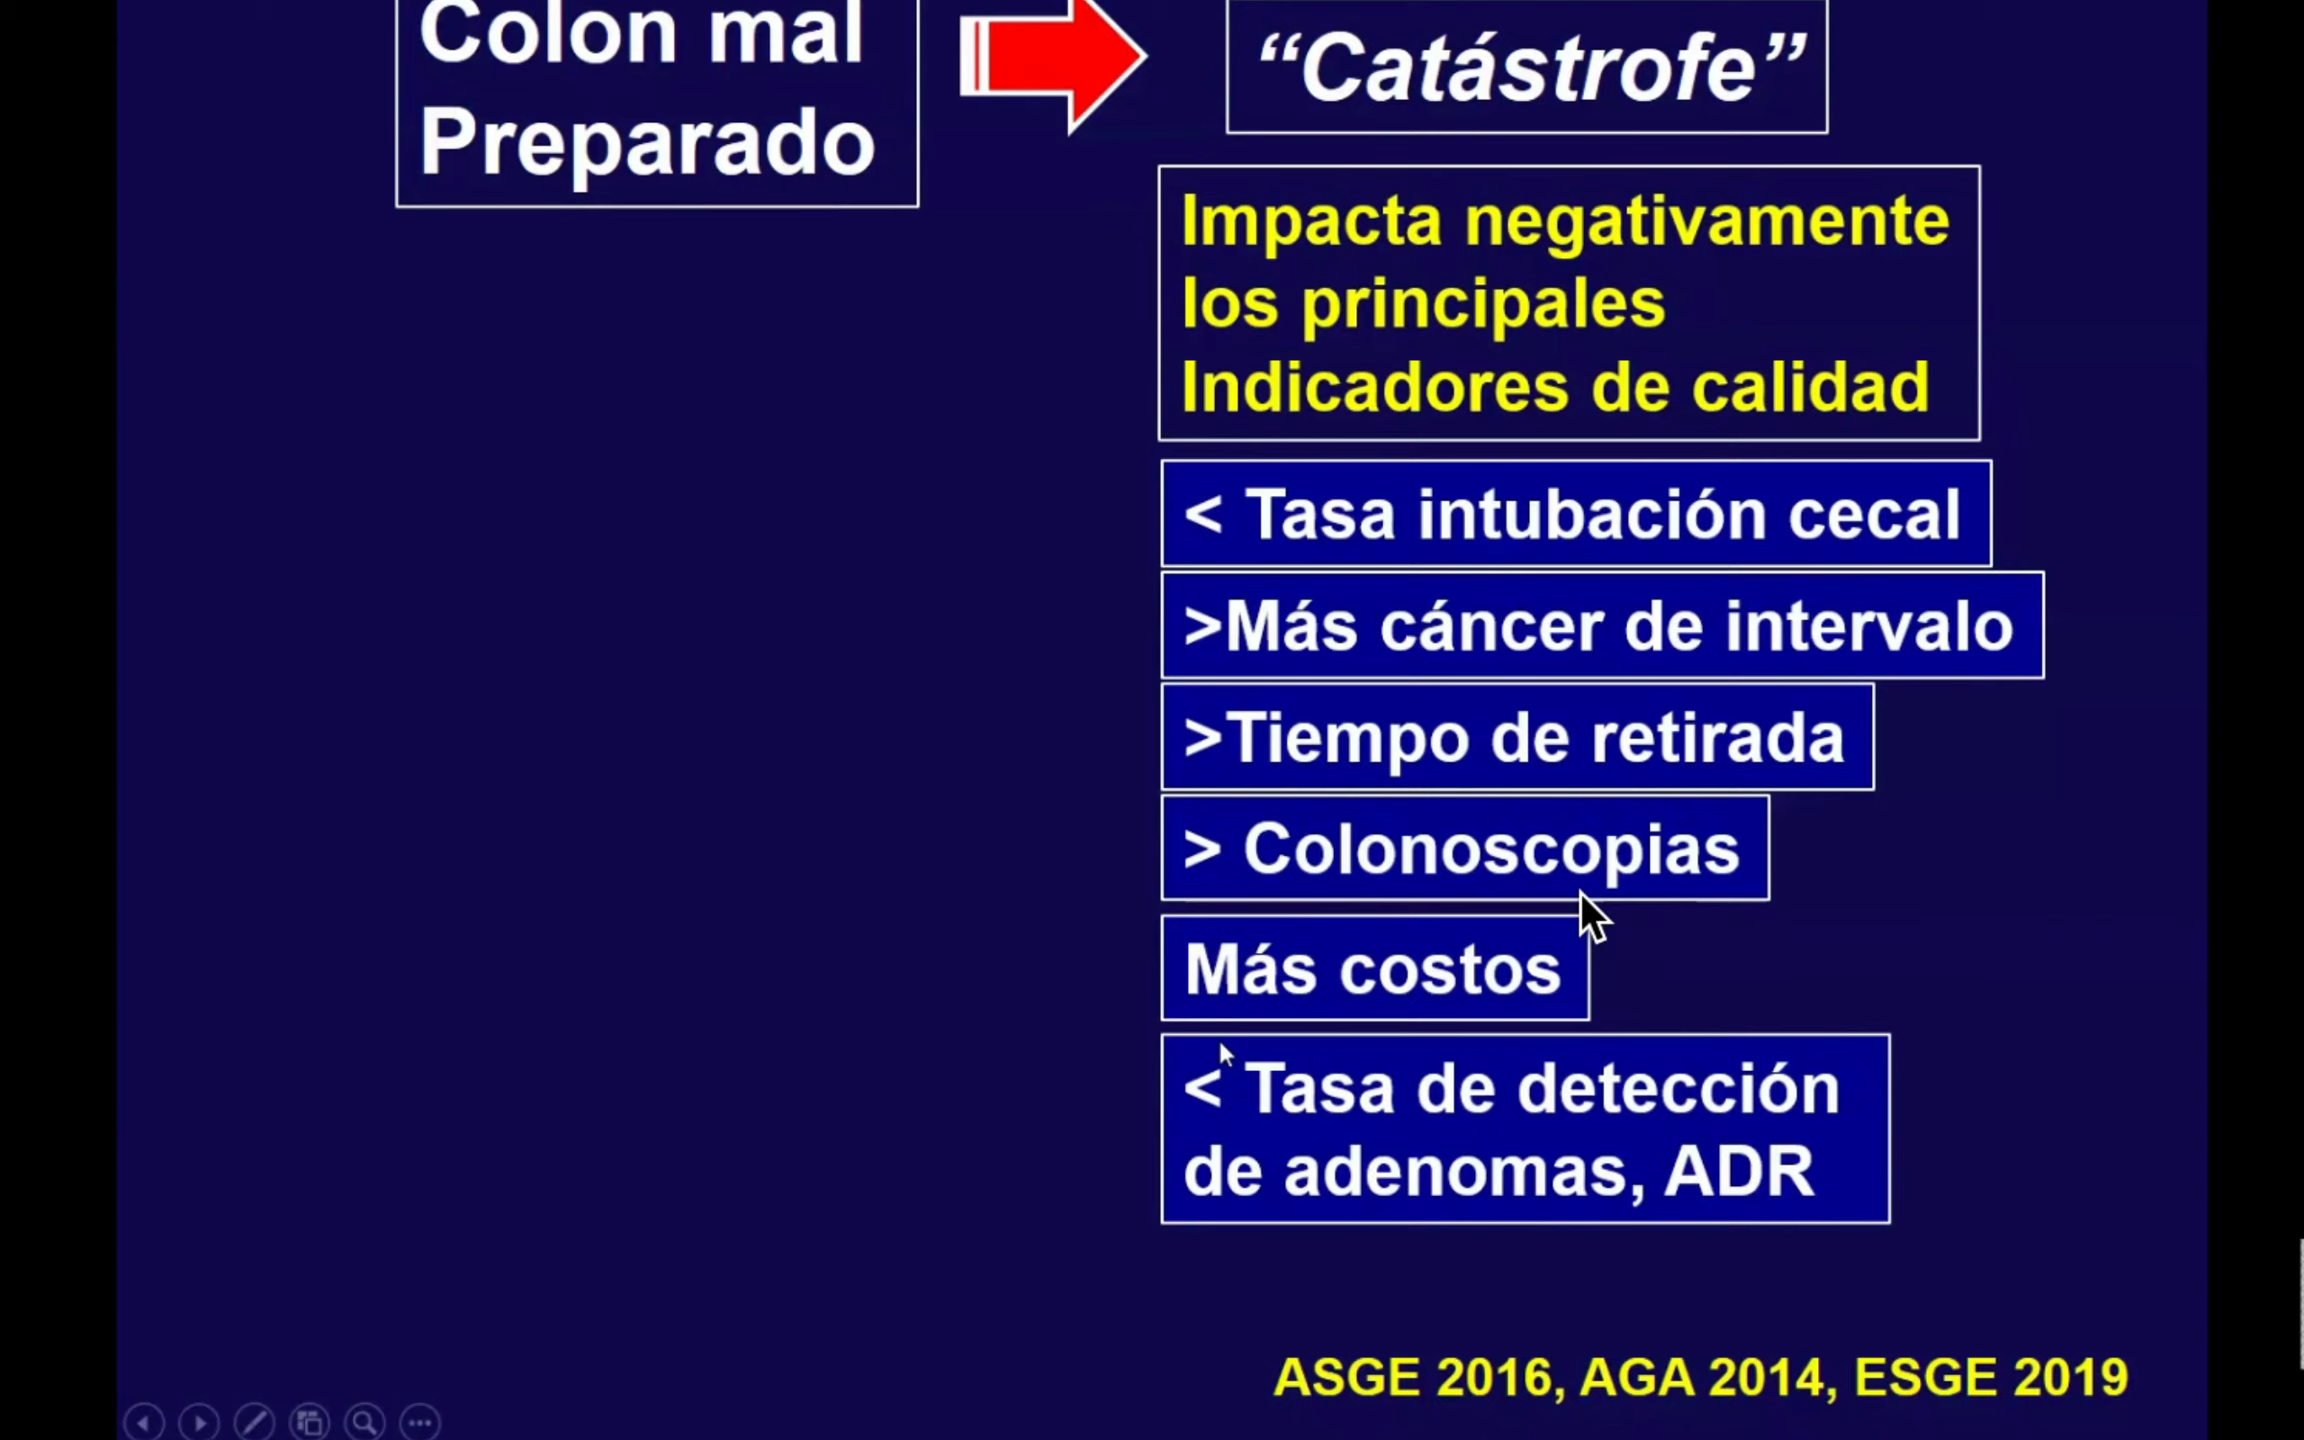 Colon mal
Preparado
“Catástrofe”
Impacta negativamente
los principales
Indicadores de calidad
< Tasa intubación cecal
>Más cáncer de intervalo
>Tiempo de retirada
> Colonoscopias
Más costos
< Tasa de detección
de adenomas, ADR
ASGE 2016, AGA 2014, ESGE 2019